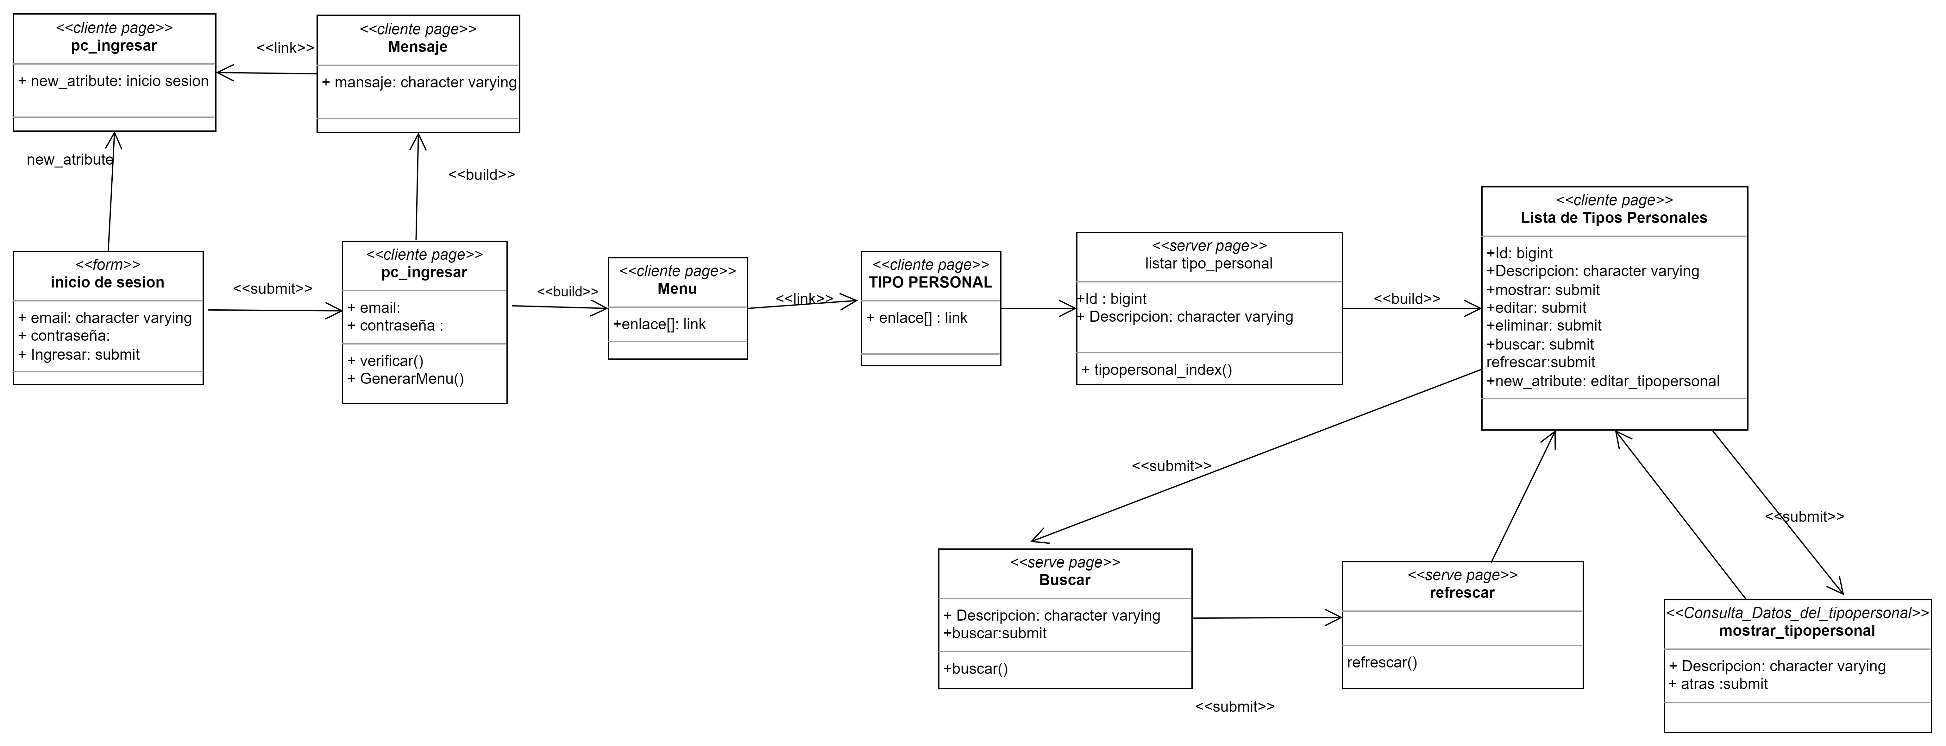 <<cliente page>>
pc_ingresar
+ new_atribute: inicio sesion
<<link>>
<<cliente page>>
Mensaje
+ mansaje: character varying
new_atribute
<<build>>
<<form>>
inicio de sesion
+ email: character varying
+ contraseña:
+ Ingresar: submit
<<submit>>
<<cliente page>>
pc_ingresar
+ email:
+ contraseña :
+ verificar()
+ GenerarMenu()
<<build>>
<<cliente page>>
Menu
+enlace[]: link
<<link>>
<<cliente page>>
TIPO PERSONAL
+ enlace[] : link
<<server page>>
listar tipo_personal
+Id : bigint
+ Descripcion: character varying
+ tipopersonal_index()
<<build>>
<<cliente page>>
Lista de Tipos Personales
+Id: bigint
+Descripcion: character varying
+mostrar: submit
+editar: submit
+eliminar: submit
+buscar: submit
refrescar:submit
+new_atribute: editar_tipopersonal
<<submit>>
<<submit>>
<<serve page>>
Buscar
+ Descripcion: character varying
+buscar:submit
+buscar()
<<submit>>
<<serve page>>
refrescar
refrescar()
<<Consulta_Datos_del_tipopersonal>>
mostrar_tipopersonal
+ Descripcion: character varying
+ atras :submit